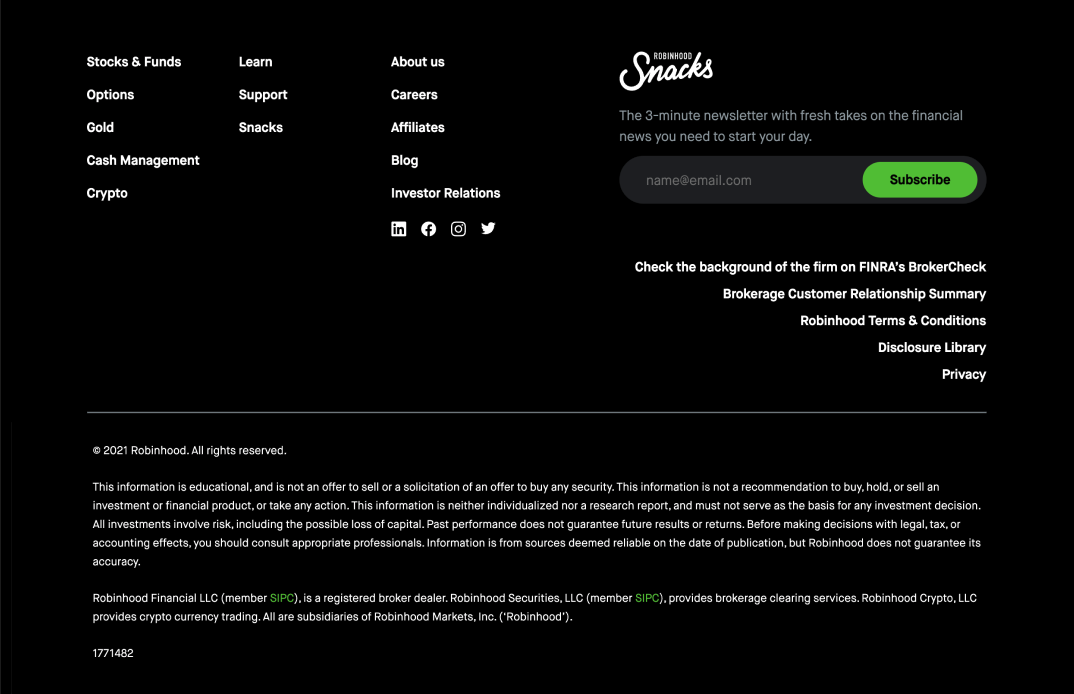 Stocks & Funds
Options
Gold
Cash Management
Crypto
Learn
Support
Snacks
About us
Careers
Affiliates
Blog
Investor Relations
ROBINHOOD
Snacks
The 3-minute newsletter with fresh takes on the financial
news you need to start your day.
name@email.com
Subscribe
Check the background of the firm on FINRA's BrokerCheck
Brokerage Customer Relationship Summary
Robinhood Terms & Conditions
Disclosure Library
Privacy
© 2021 Robinhood. All rights reserved.
This information is educational, and is not an offer to sell or a solicitation of an offer to buy any security. This information is not a recommendation to buy, hold, or sell an
investment or financial product, or take any action. This information is neither individualized nor a research report, and must not serve as the basis for any investment decision.
All investments involve risk, including the possible loss of capital. Past performance does not guarantee future results or returns. Before making decisions with legal, tax, or
accounting effects, you should consult appropriate professionals. Information is from sources deemed reliable on the date of publication, but Robinhood does not guarantee its
accuracy.
Robinhood Financial LLC (member SIPC), is a registered broker dealer. Robinhood Securities, LLC (member SIPC), provides brokerage clearing services. Robinhood Crypto, LLC
provides crypto currency trading. All are subsidiaries of Robinhood Markets, Inc. ('Robinhood').
1771482